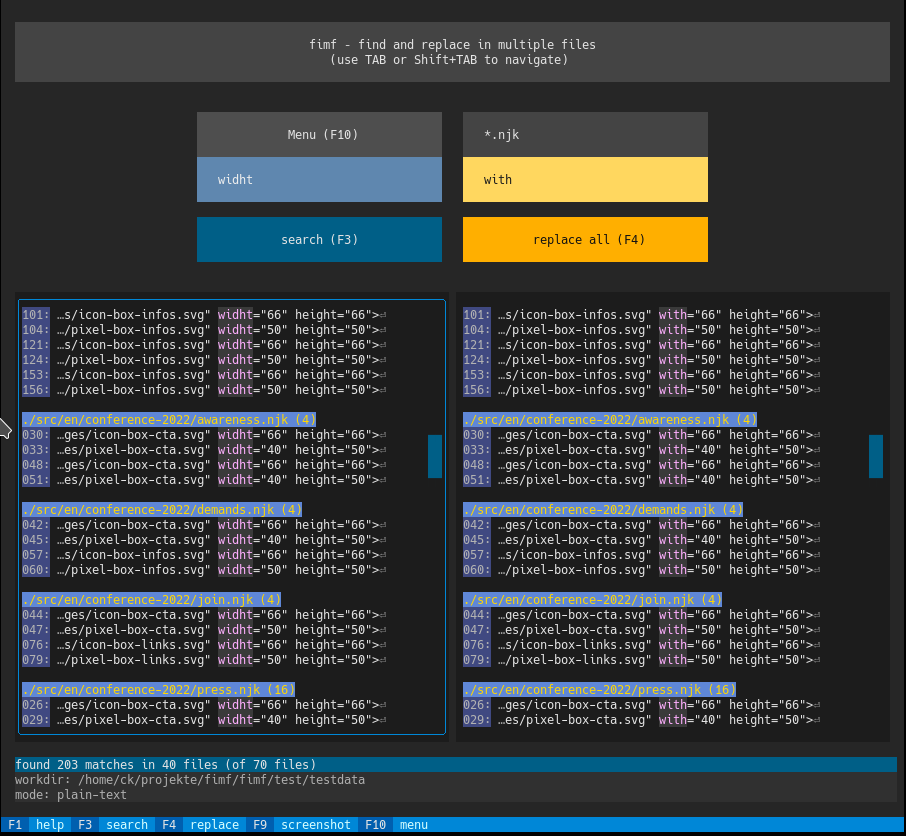 fimf - find and replace in multiple files
(use TAB or Shift+TAB to navigate)
Menu (F10)
*.njk
widht
with
search (F3)
replace all (F4)
101: …s/icon-box-infos.svg" widht="66" height="66">⏎
104: …/pixel-box-infos.svg" widht="50" height="50">⏎
121: …s/icon-box-infos.svg" widht="66" height="66">⏎
124: …/pixel-box-infos.svg" widht="50" height="50">⏎
153: …s/icon-box-infos.svg" widht="66" height="66">⏎
156: …/pixel-box-infos.svg" widht="50" height="50">⏎
./src/en/conference-2022/awareness.njk (4)
030: …ges/icon-box-cta.svg" widht="66" height="66">⏎
033: …es/pixel-box-cta.svg" widht="40" height="50">⏎
048: …ges/icon-box-cta.svg" widht="66" height="66">⏎
051: …es/pixel-box-cta.svg" widht="40" height="50">⏎
./src/en/conference-2022/demands.njk (4)
042: …ges/icon-box-cta.svg" widht="66" height="66">⏎
045: …es/pixel-box-cta.svg" widht="40" height="50">⏎
057: …s/icon-box-infos.svg" widht="66" height="66">⏎
060: …/pixel-box-infos.svg" widht="50" height="50">⏎
./src/en/conference-2022/join.njk (4)
044: …ges/icon-box-cta.svg" widht="66" height="66">⏎
047: …es/pixel-box-cta.svg" widht="50" height="50">⏎
076: …s/icon-box-links.svg" widht="66" height="66">⏎
079: …/pixel-box-links.svg" widht="50" height="50">⏎
./src/en/conference-2022/press.njk (16)
026: …ges/icon-box-cta.svg" widht="66" height="66">⏎
029: …es/pixel-box-cta.svg" widht="40" height="50">⏎
101: …s/icon-box-infos.svg" with="66" height="66">⏎
104: …/pixel-box-infos.svg" with="50" height="50">⏎
121: …s/icon-box-infos.svg" with="66" height="66">⏎
124: …/pixel-box-infos.svg" with="50" height="50">⏎
153: …s/icon-box-infos.svg" with="66" height="66">⏎
156: …/pixel-box-infos.svg" with="50" height="50">⏎
./src/en/conference-2022/awareness.njk (4)
030: …ges/icon-box-cta.svg" with="66" height="66">⏎
033: …es/pixel-box-cta.svg" with="40" height="50">⏎
048: …ges/icon-box-cta.svg" with="66" height="66">⏎
051: …es/pixel-box-cta.svg" with="40" height="50">⏎
./src/en/conference-2022/demands.njk (4)
042: …ges/icon-box-cta.svg" with="66" height="66">⏎
045: …es/pixel-box-cta.svg" with="40" height="50">⏎
057: …s/icon-box-infos.svg" with="66" height="66">⏎
060: …/pixel-box-infos.svg" with="50" height="50">⏎
./src/en/conference-2022/join.njk (4)
044: …ges/icon-box-cta.svg" with="66" height="66">⏎
047: …es/pixel-box-cta.svg" with="50" height="50">⏎
076: …s/icon-box-links.svg" with="66" height="66">⏎
079: …/pixel-box-links.svg" with="50" height="50">⏎
./src/en/conference-2022/press.njk (16)
026: …ges/icon-box-cta.svg" with="66" height="66">⏎
029: …es/pixel-box-cta.svg" with="40" height="50">⏎
found 203 matches in 40 files (of 70 files)
workdir: /home/ck/projekte/fimf/fimf/test/testdata
mode: plain-text
F1 help F3 search F4 replace F9 screenshot F10 menu